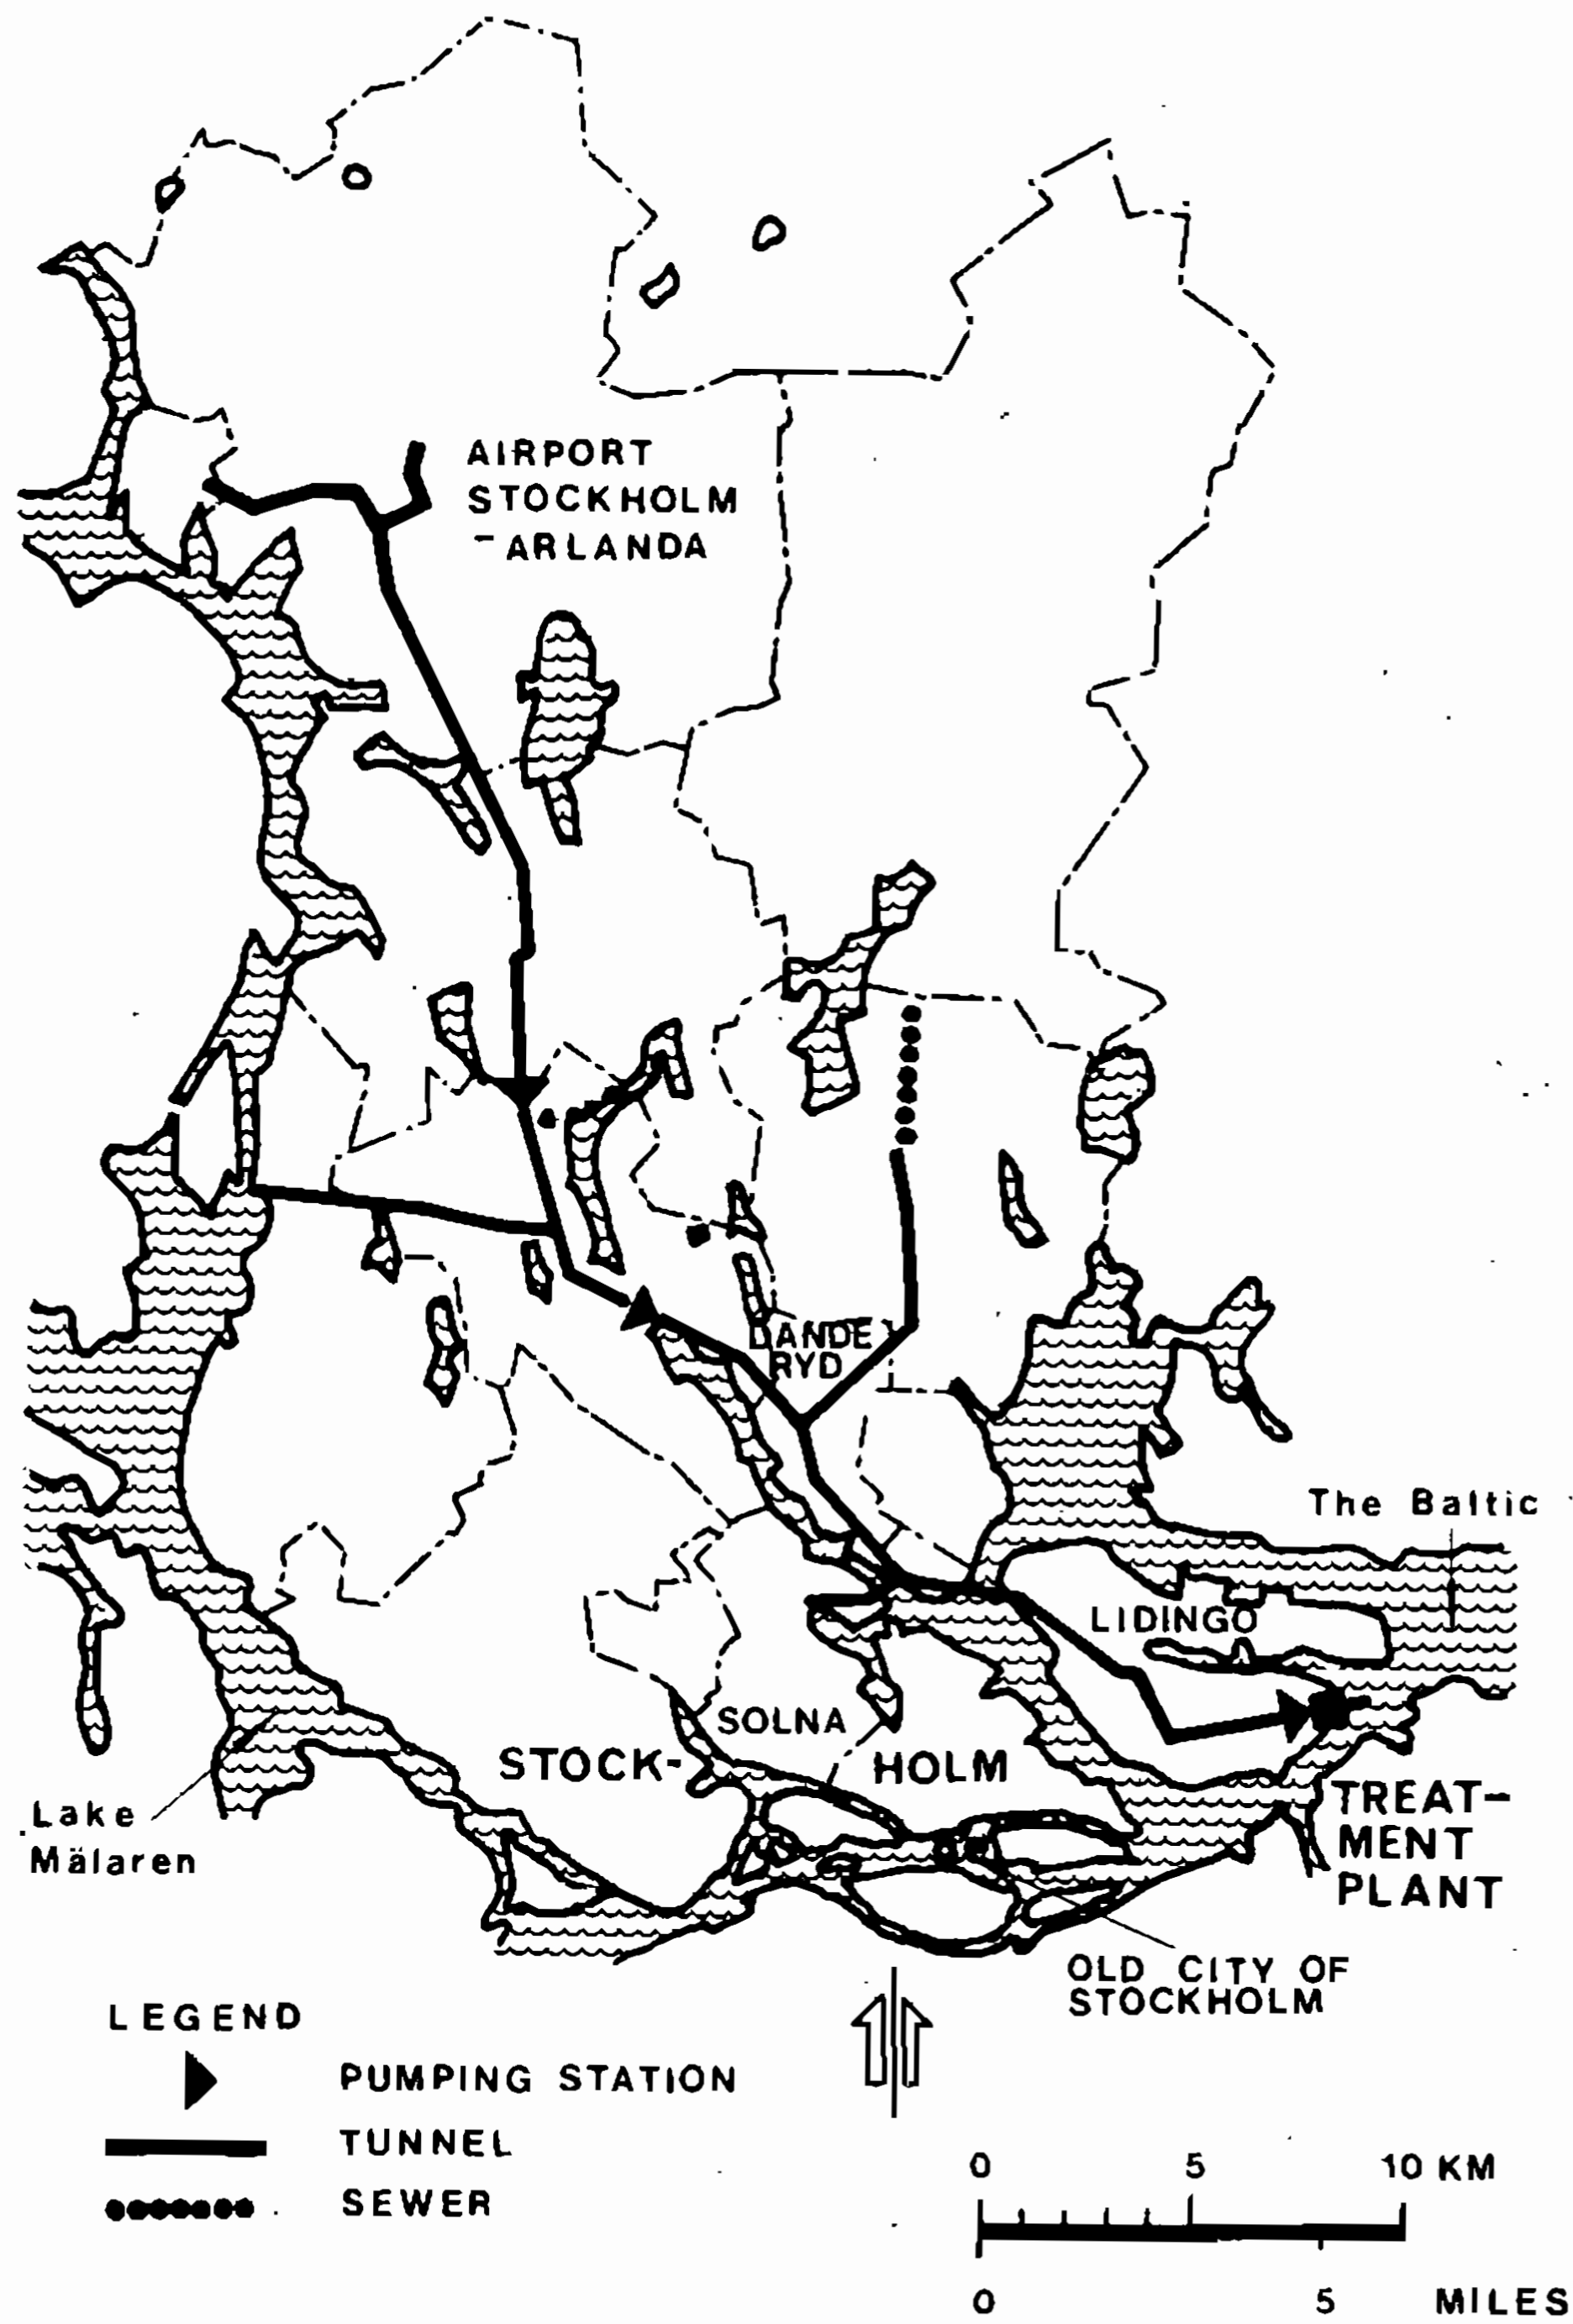 AIRPORT
STOCKHOLM
-ARLANDA
DANDE
RYD
The Baltic
LIDINGO
SOLNA
STOCK-
HOLM
Lake
Mälaren
TREAT-
MENT
PLANT
OLD CITY OF
STOCKHOLM
LEGEND
PUMPING STATION
TUNNEL
SEWER
0 5 10 KM
0 5 MILES